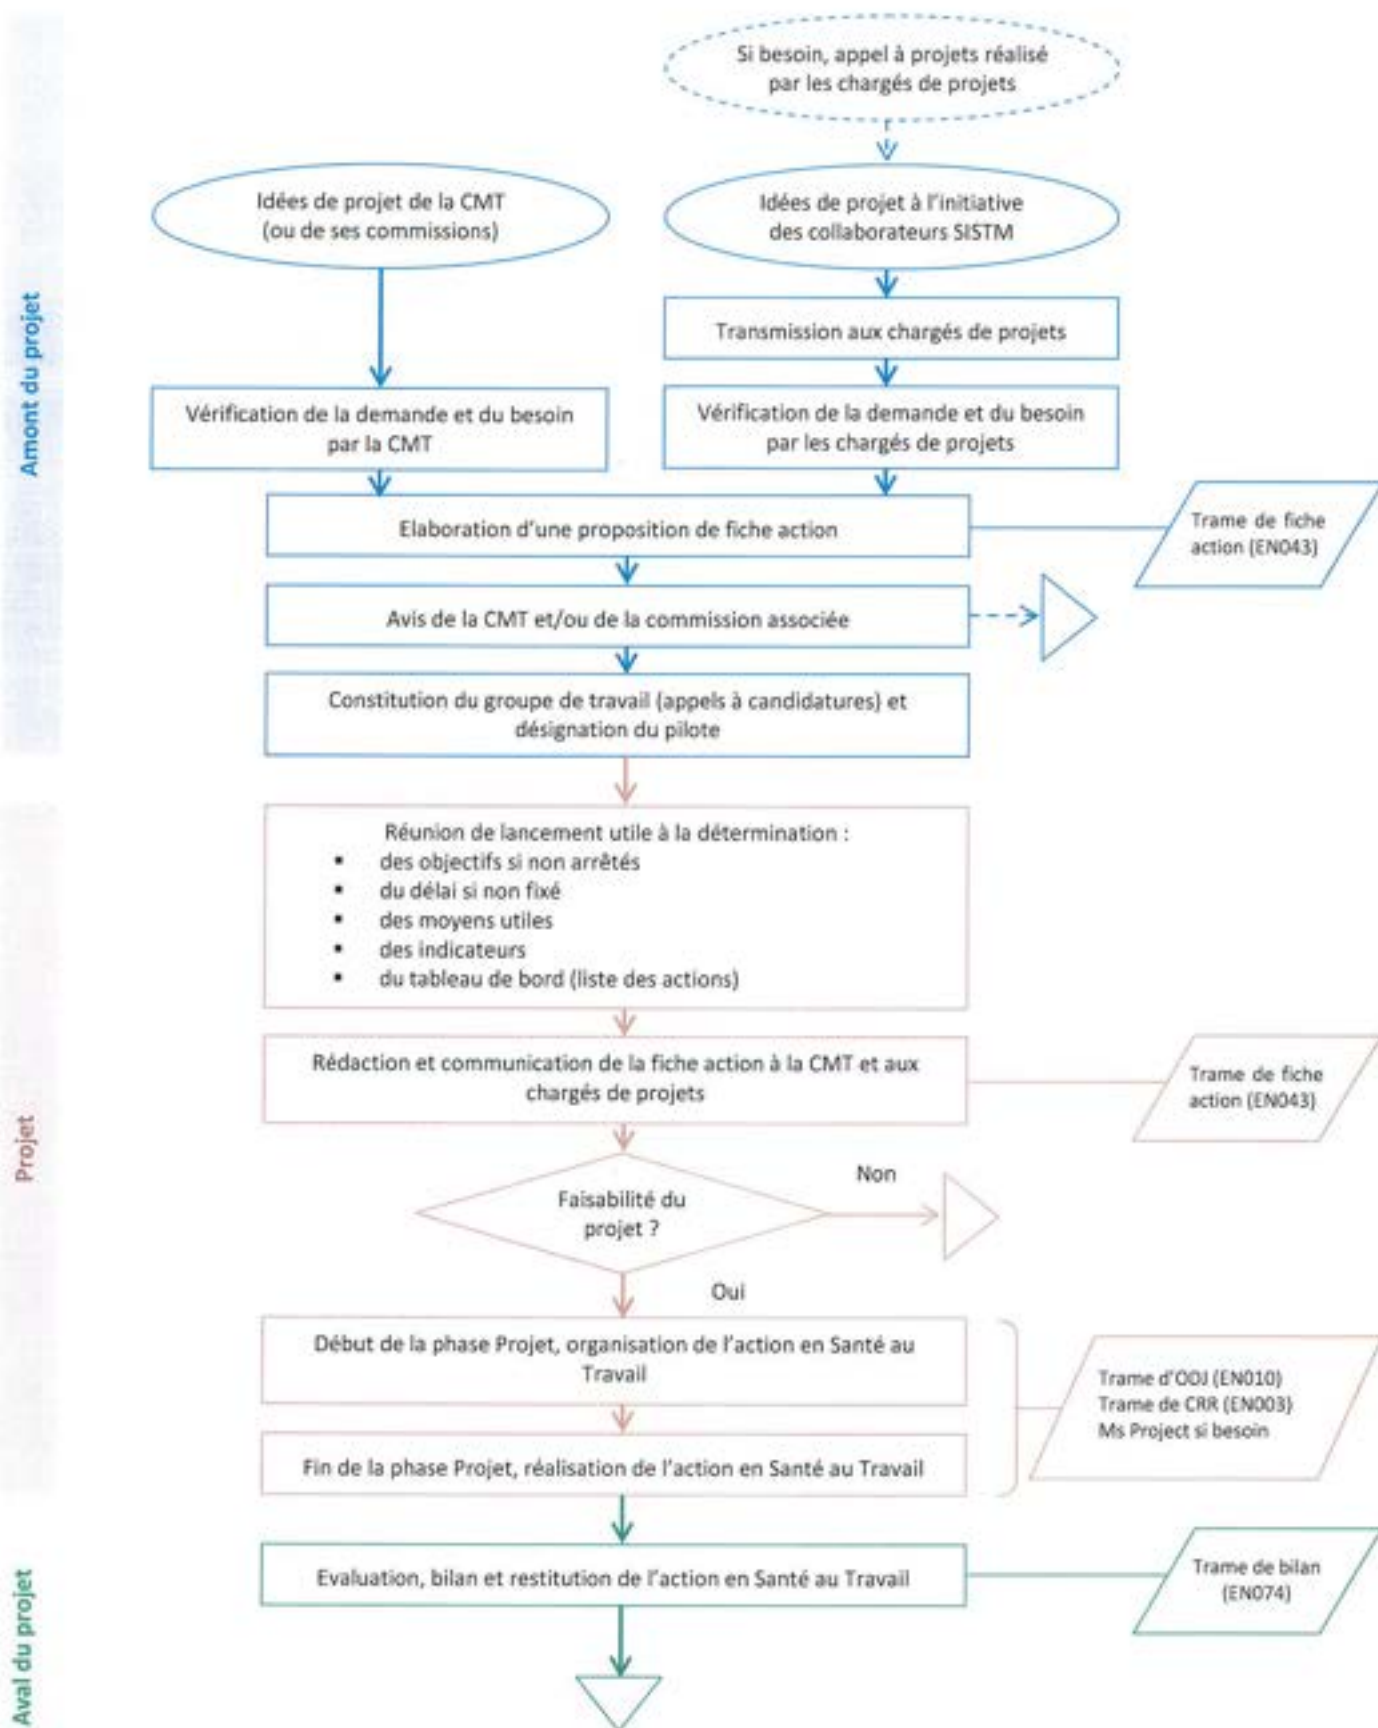 Si besoin, appel à projets réalisé
par les chargés de projets
Idées de projet de la CMT
(ou de ses commissions)
Idées de projet à l'initiative
des collaborateurs SISTM
Transmission aux chargés de projets
Amont du projet
Vérification de la demande et du besoin
par la CMT
Vérification de la demande et du besoin
par les chargés de projets
Elaboration d'une proposition de fiche action
Trame de fiche
action (EN043)
Avis de la CMT et/ou de la commission associée
Constitution du groupe de travail (appels à candidatures) et
désignation du pilote
Réunion de lancement utile à la détermination :
▪ des objectifs si non arrêtés
▪ du délai si non fixé
▪ des moyens utiles
▪ des indicateurs
▪ du tableau de bord (liste des actions)
Rédaction et communication de la fiche action à la CMT et aux
chargés de projets
Trame de fiche
action (EN043)
Projet
Faisabilité du
projet ?
Non
Oui
Début de la phase Projet, organisation de l'action en Santé au
Travail
Trame d'ODJ (EN010)
Trame de CRR (EN003)
Ms Project si besoin
Fin de la phase Projet, réalisation de l'action en Santé au Travail
Aval du projet
Evaluation, bilan et restitution de l'action en Santé au Travail
Trame de bilan
(EN074)